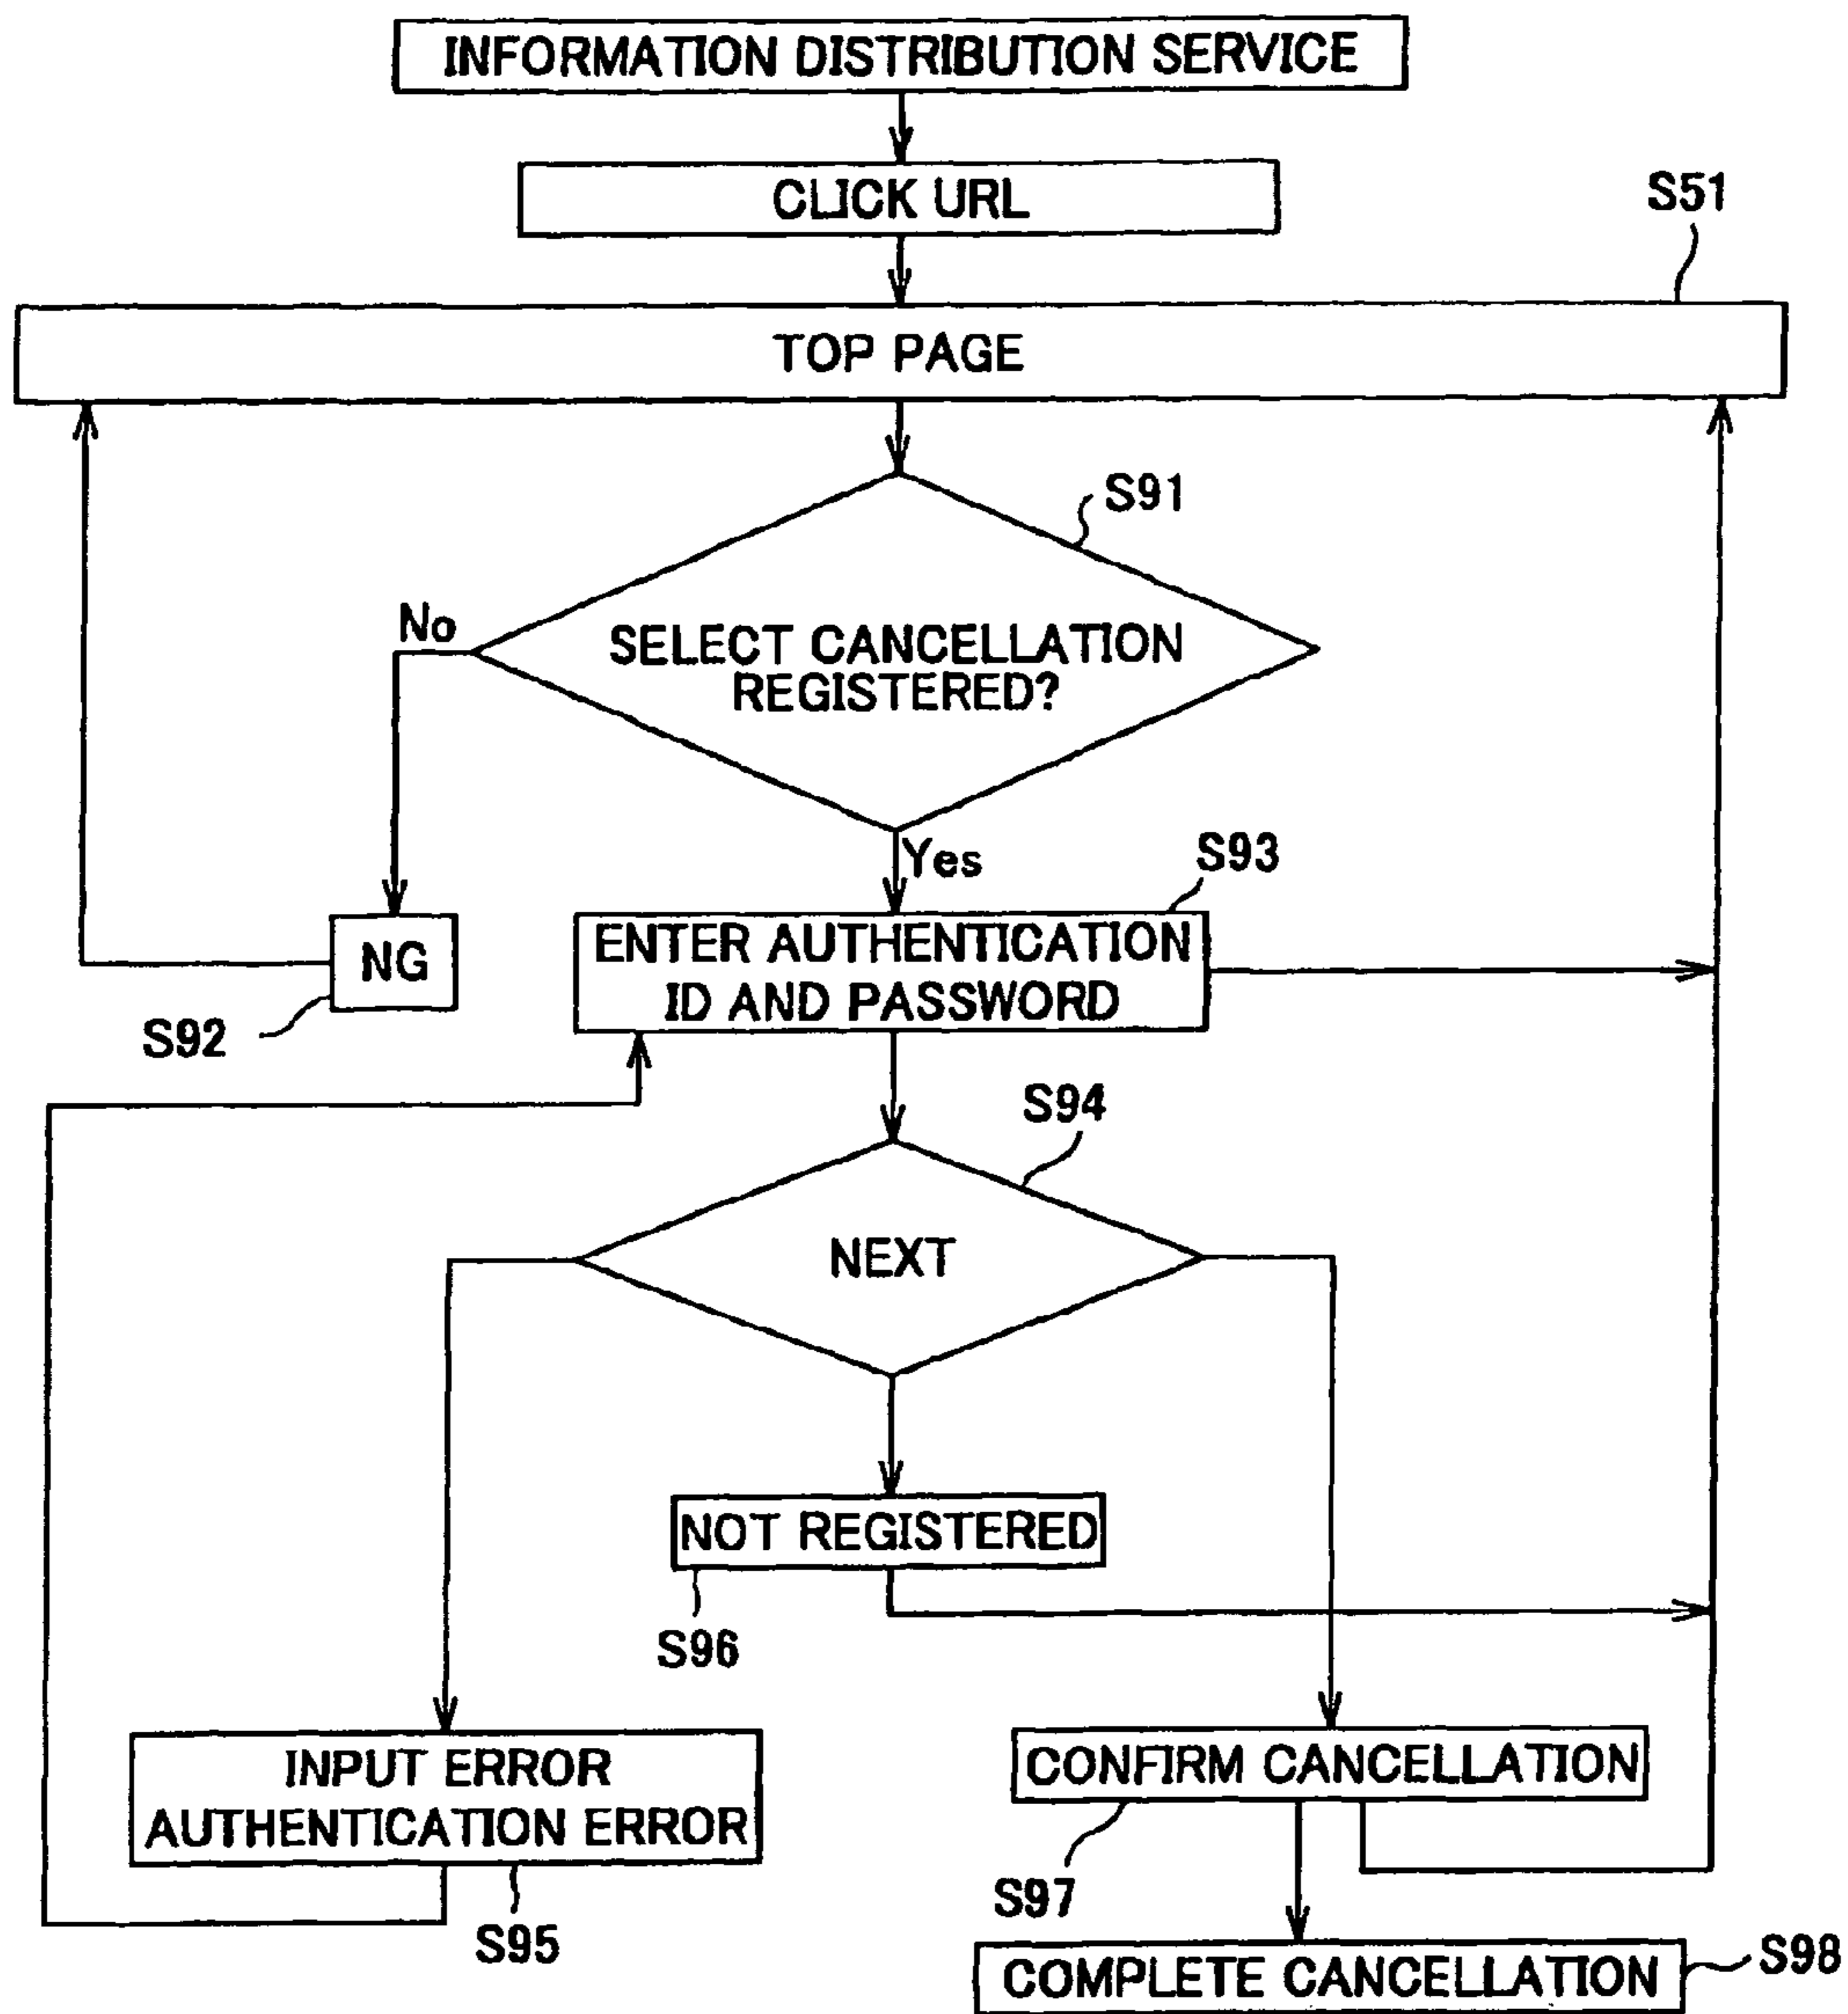 INFORMATION DISTRIBUTION SERVICE
CLICK URL
S51
TOP PAGE
S91
No
SELECT CANCELLATION
REGISTERED?
Yes
S93
NG
ENTER AUTHENTICATION
ID AND PASSWORD
S92
S94
NEXT
NOT REGISTERED
S96
INPUT ERROR
AUTHENTICATION ERROR
CONFIRM CANCELLATION
S97
S95
COMPLETE CANCELLATION
S98